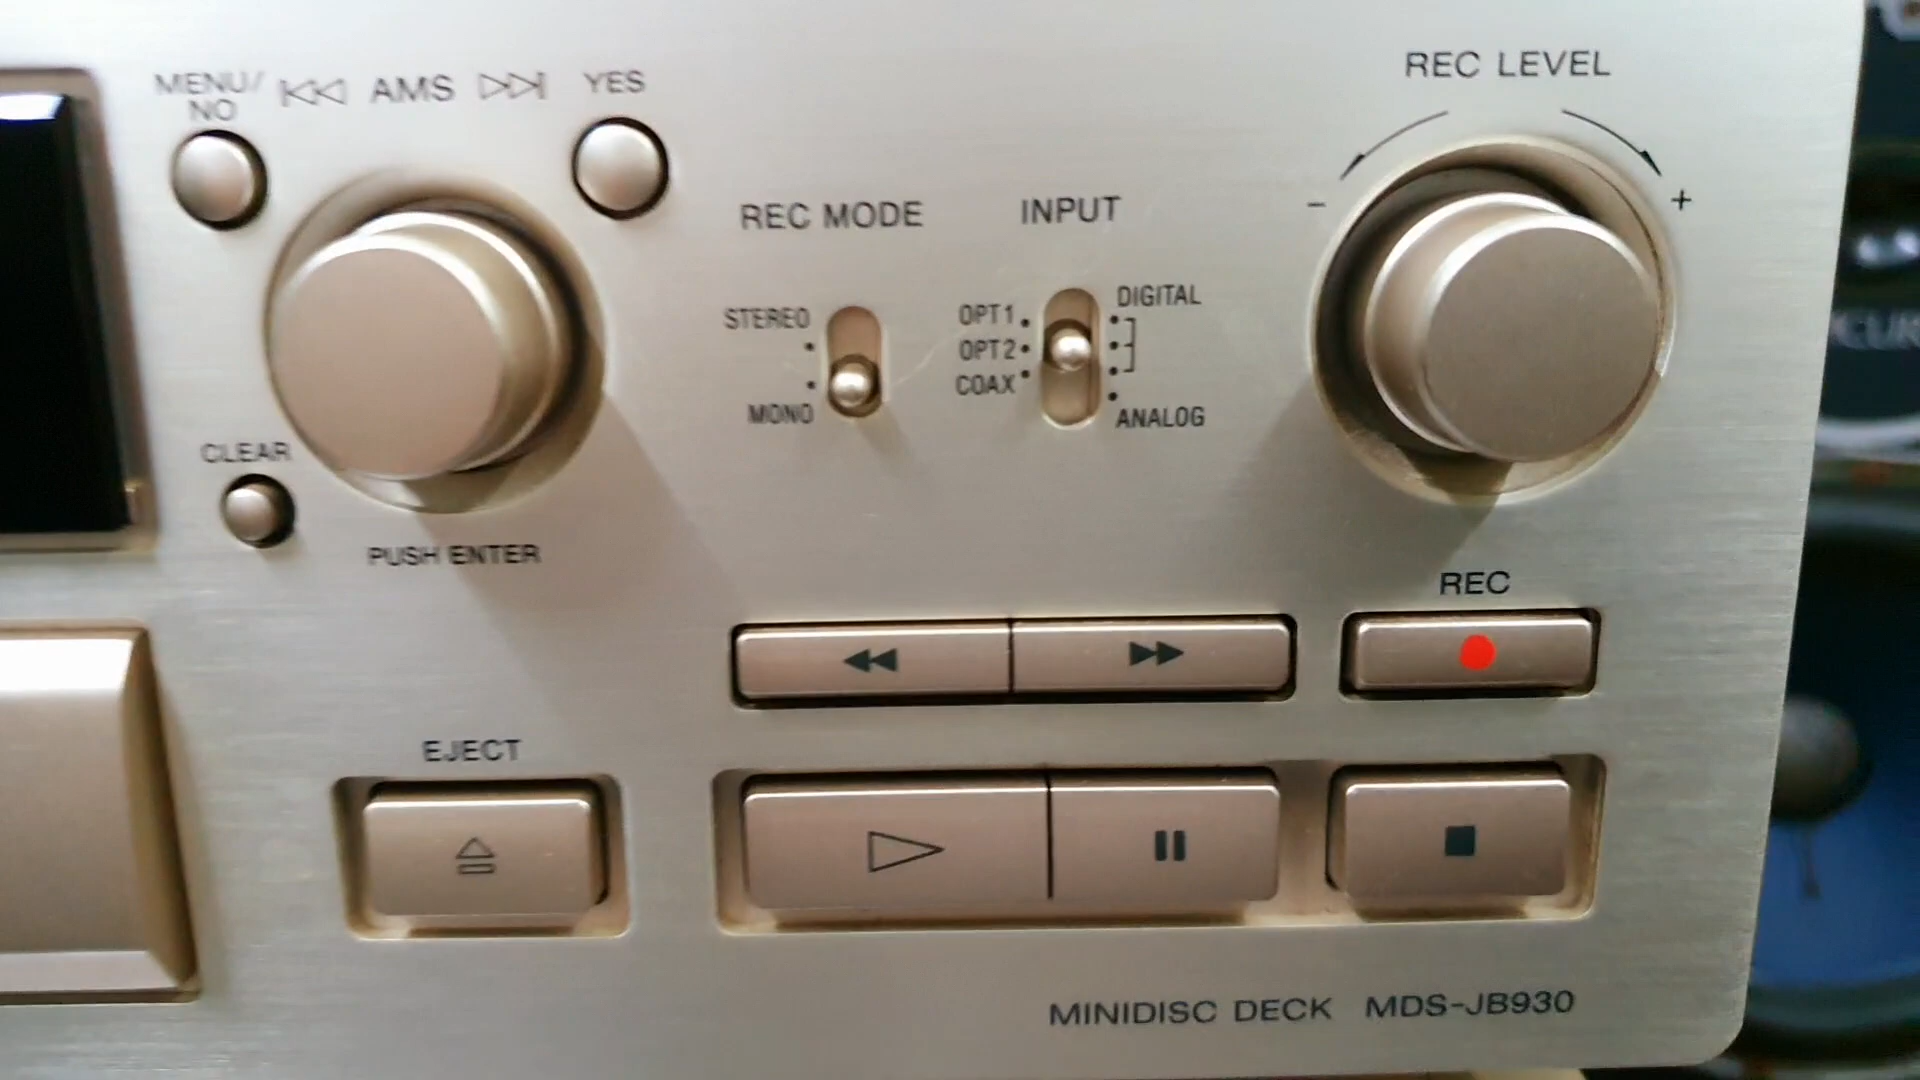 MENU/
NO
AMS
YES
REC LEVEL
- +
REC MODE
INPUT
STEREO
MONO
OPT1
OPT2
COAX
DIGITAL
ANALOG
CLEAR
PUSH ENTER
REC
EJECT
MINIDISC DECK MDS-JB930